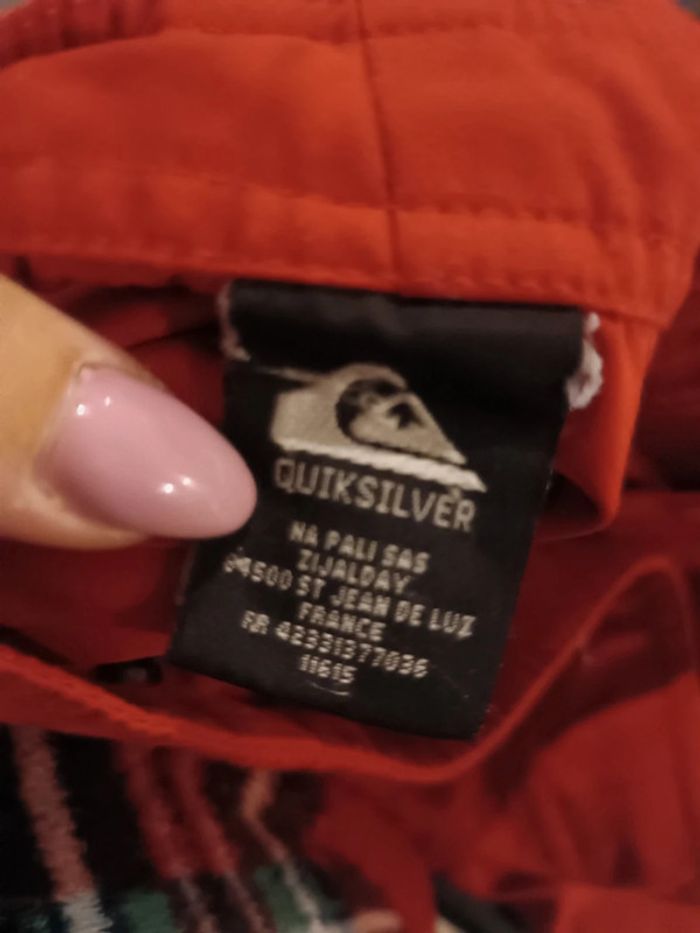 QUIKSILVER
NA PALI SAS
ZIJALDAY
64500 ST JEAN DE LUZ
FRANCE
FR 42331377036
11615